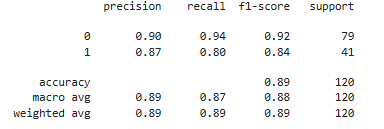 precision recall f1-score support
0 0.90 0.94 0.92 79
1 0.87 0.80 0.84 41
accuracy 0.89 120
macro avg 0.89 0.87 0.88 120
weighted avg 0.89 0.89 0.89 120